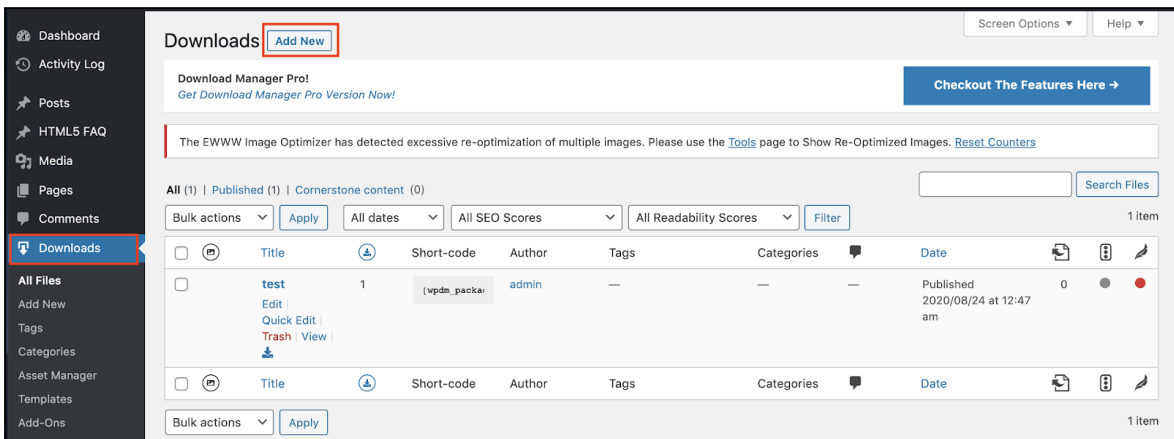 Dashboard
Activity Log
Posts
HTML5 FAQ
Media
Pages
Comments
Downloads
All Files
Add New
Tags
Categories
Asset Manager
Templates
Add-Ons
Screen Options ▼ Help ▼
Downloads Add New
Download Manager Pro!
Get Download Manager Pro Version Now!
Checkout The Features Here →
The EWWW Image Optimizer has detected excessive re-optimization of multiple images. Please use the Tools page to Show Re-Optimized Images. Reset Counters
All (1) | Published (1) | Cornerstone content (0)
Search Files
Bulk actions Apply All dates All SEO Scores All Readability Scores Filter 1 item
Title Short-code Author Tags Categories Date
test 1 [wpdm_packa admin — — — Published 0
2020/08/24 at 12:47
am
Edit |
Quick Edit |
Trash | View |
Title Short-code Author Tags Categories Date
Bulk actions Apply 1 item